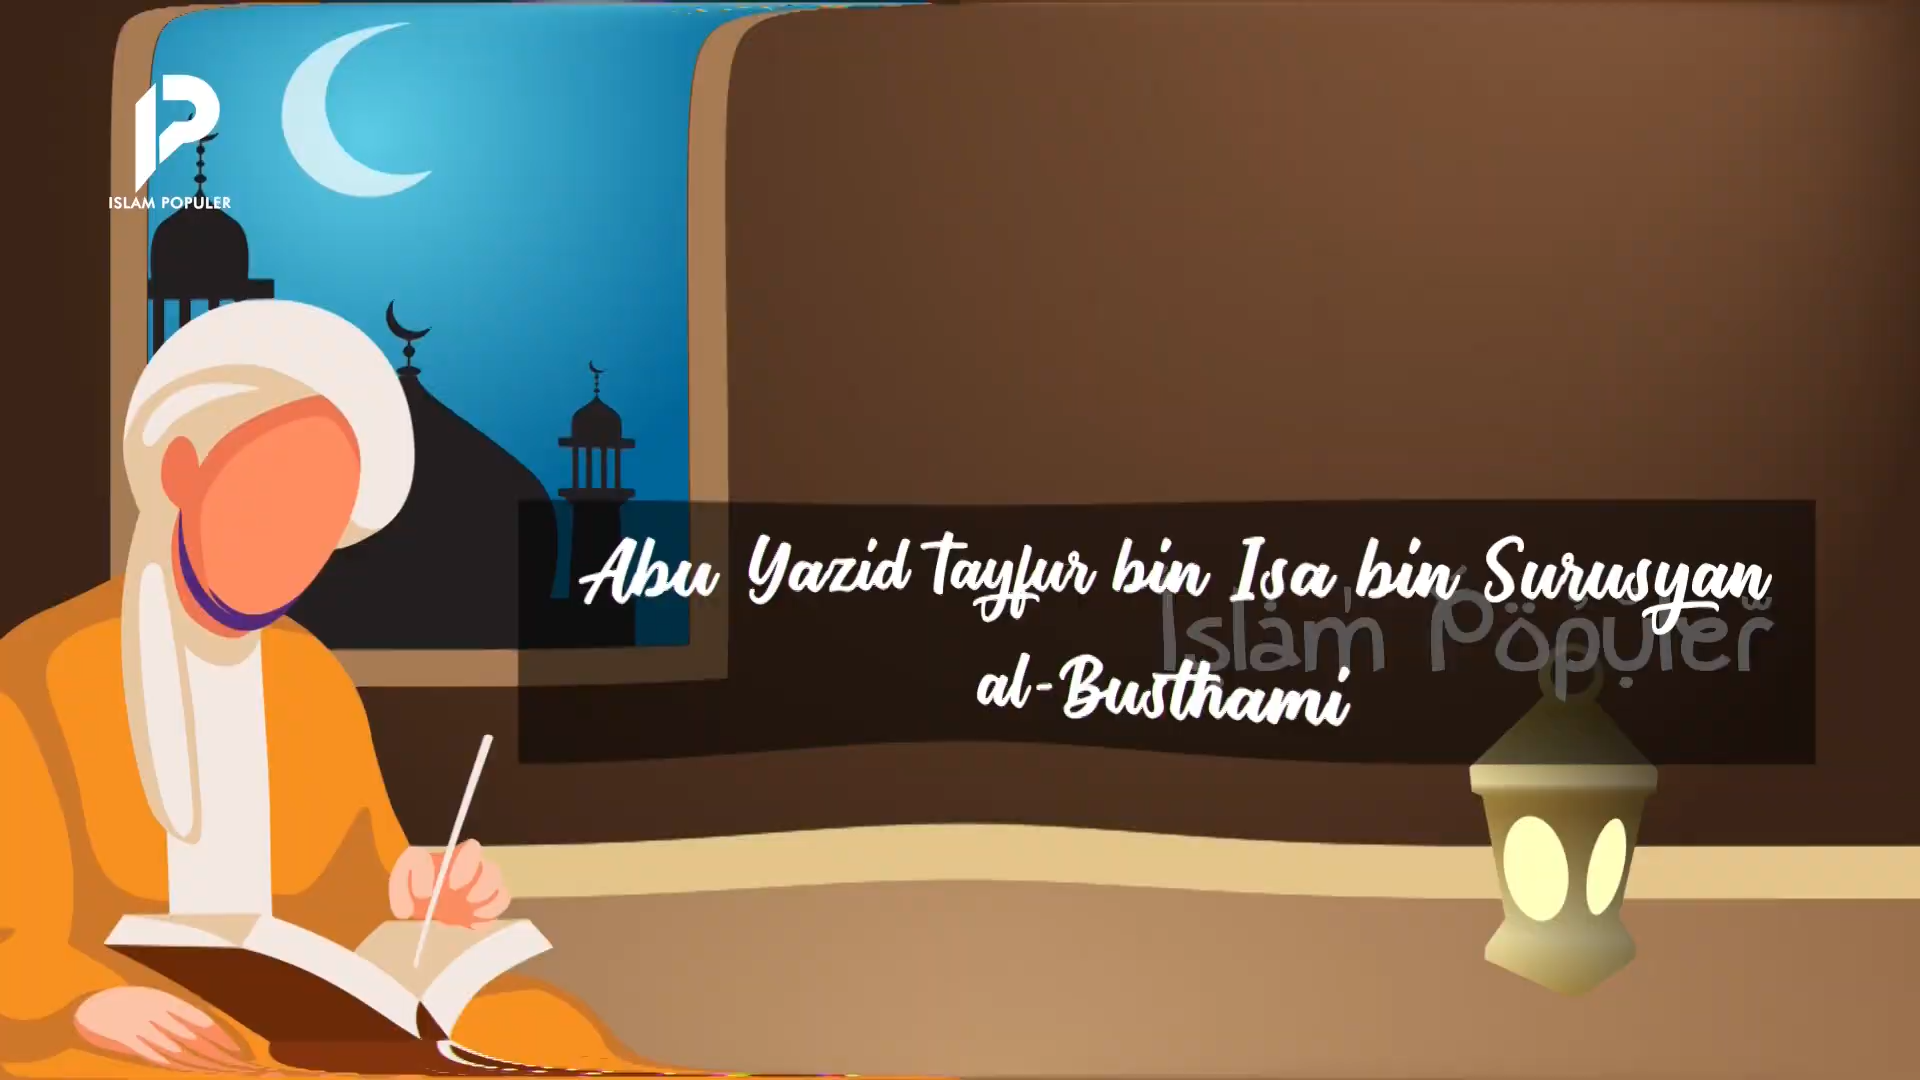 ISLAM POPULER
Abu Yazid Tayfur bin Isa bin Surusyan
Islam Populer
al-Busthami